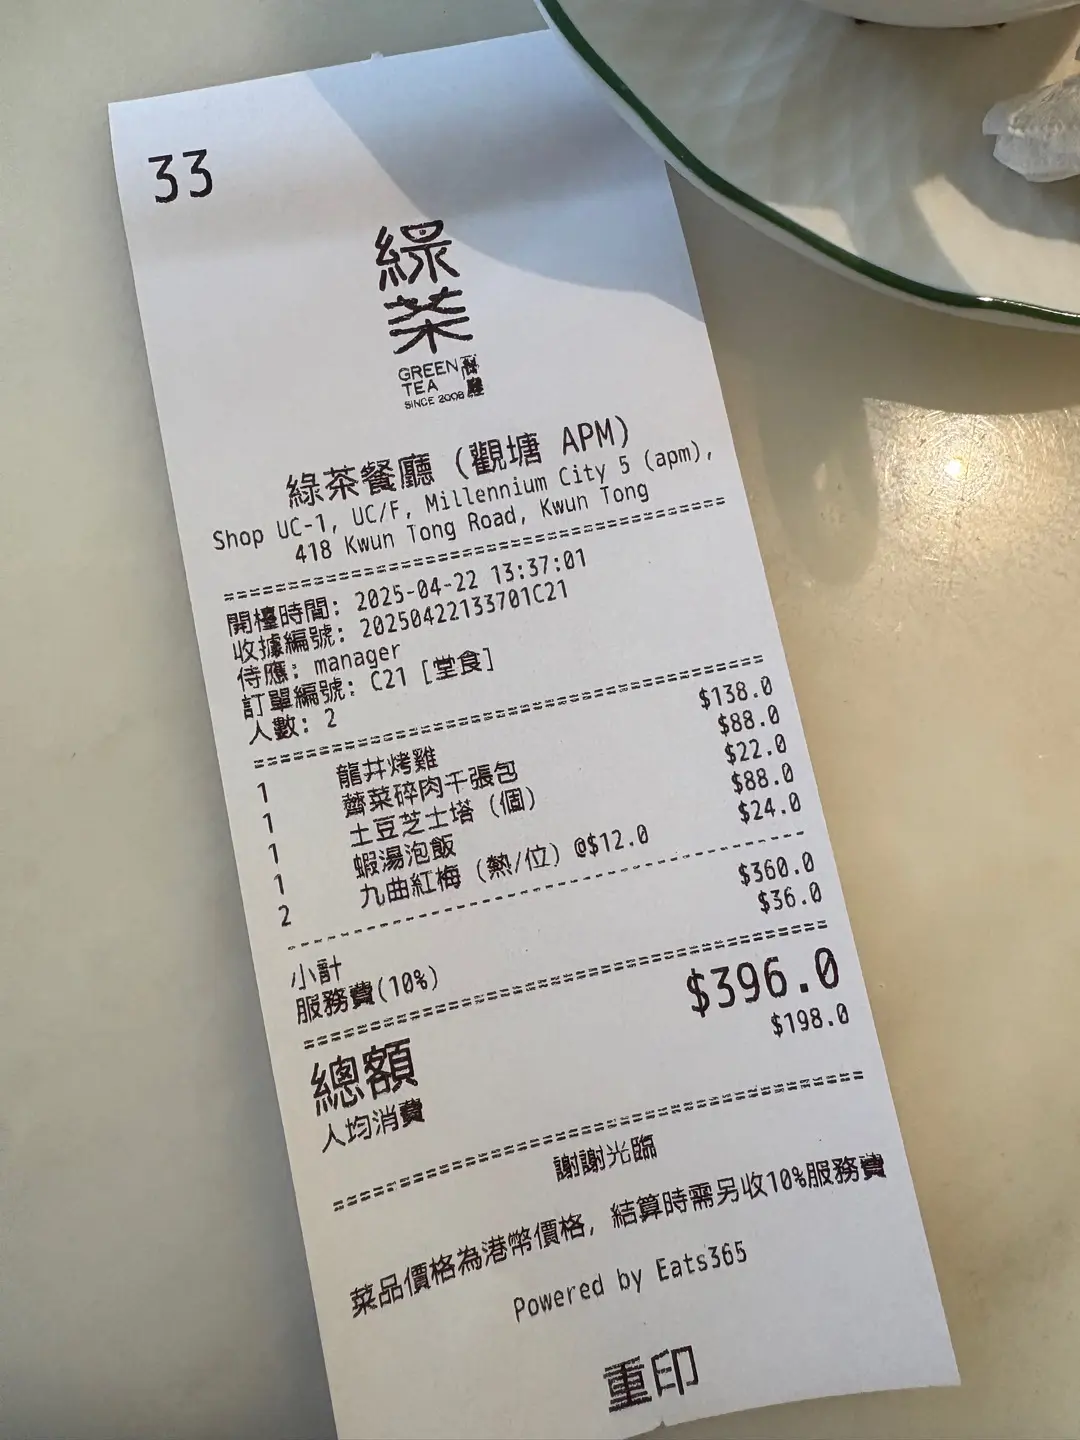 33
綠
茶
GREEN 餐
TEA 廳
SINCE 2008
綠茶餐廳 (觀塘 APM)
Shop UC-1, UC/F, Millennium City 5 (apm),
418 Kwun Tong Road, Kwun Tong
開檯時間: 2025-04-22 13:37:01
收據編號: 20250422133701C21
侍應: manager
訂單編號: C21 [堂食]
人數: 2
1 龍井烤雞 $138.0
1 薺菜碎肉千張包 $88.0
1 土豆芝士塔 (個) $22.0
1 蝦湯泡飯 $88.0
2 九曲紅梅 (熱/位) @$12.0 $24.0
小計 $360.0
服務費(10%) $36.0
總額 $396.0
人均消費 $198.0
謝謝光臨
菜品價格為港幣價格, 結算時需另收10%服務費
Powered by Eats365
重印